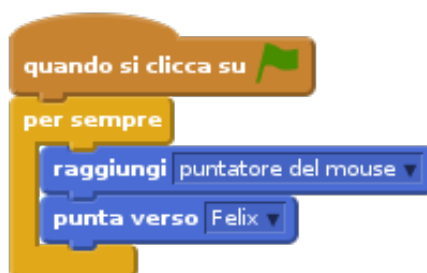 quando si clicca su
per sempre
raggiungi puntatore del mouse
punta verso Felix